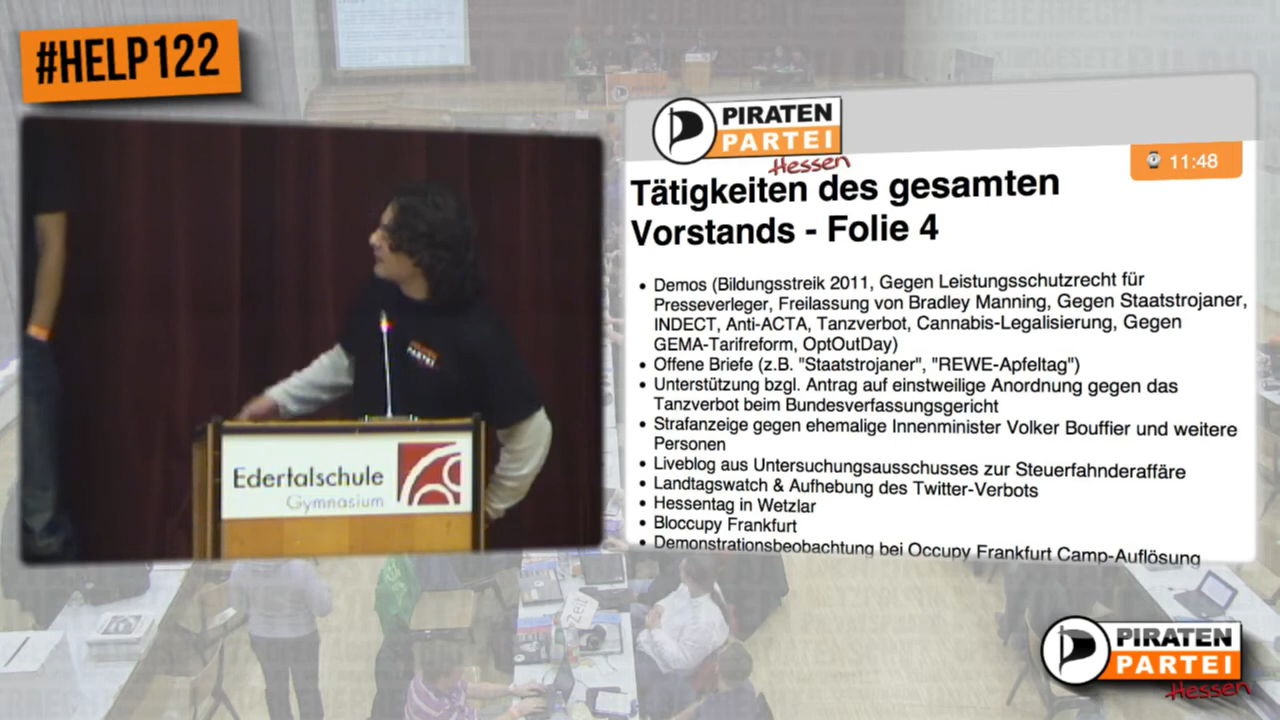 #HELP122
PIRATEN
PARTEI
Hessen
11:48
Tätigkeiten des gesamten
Vorstands - Folie 4
• Demos (Bildungsstreik 2011, Gegen Leistungsschutzrecht für
Presseverleger, Freilassung von Bradley Manning, Gegen Staatstrojaner,
INDECT, Anti-ACTA, Tanzverbot, Cannabis-Legalisierung, Gegen
GEMA-Tarifreform, OptOutDay)
• Offene Briefe (z.B. "Staatstrojaner", "REWE-Apfeltag")
• Unterstützung bzgl. Antrag auf einstweilige Anordnung gegen das
Tanzverbot beim Bundesverfassungsgericht
• Strafanzeige gegen ehemalige Innenminister Volker Bouffier und weitere
Personen
• Liveblog aus Untersuchungsausschusses zur Steuerfahnderaffäre
• Landtagswatch & Aufhebung des Twitter-Verbots
• Hessentag in Wetzlar
• Bloccupy Frankfurt
• Demonstrationsbeobachtung bei Occupy Frankfurt Camp-Auflösung
PIRATEN
PARTEI
Edertalschule
Gymnasium
zeit
PIRATEN
PARTEI
Hessen